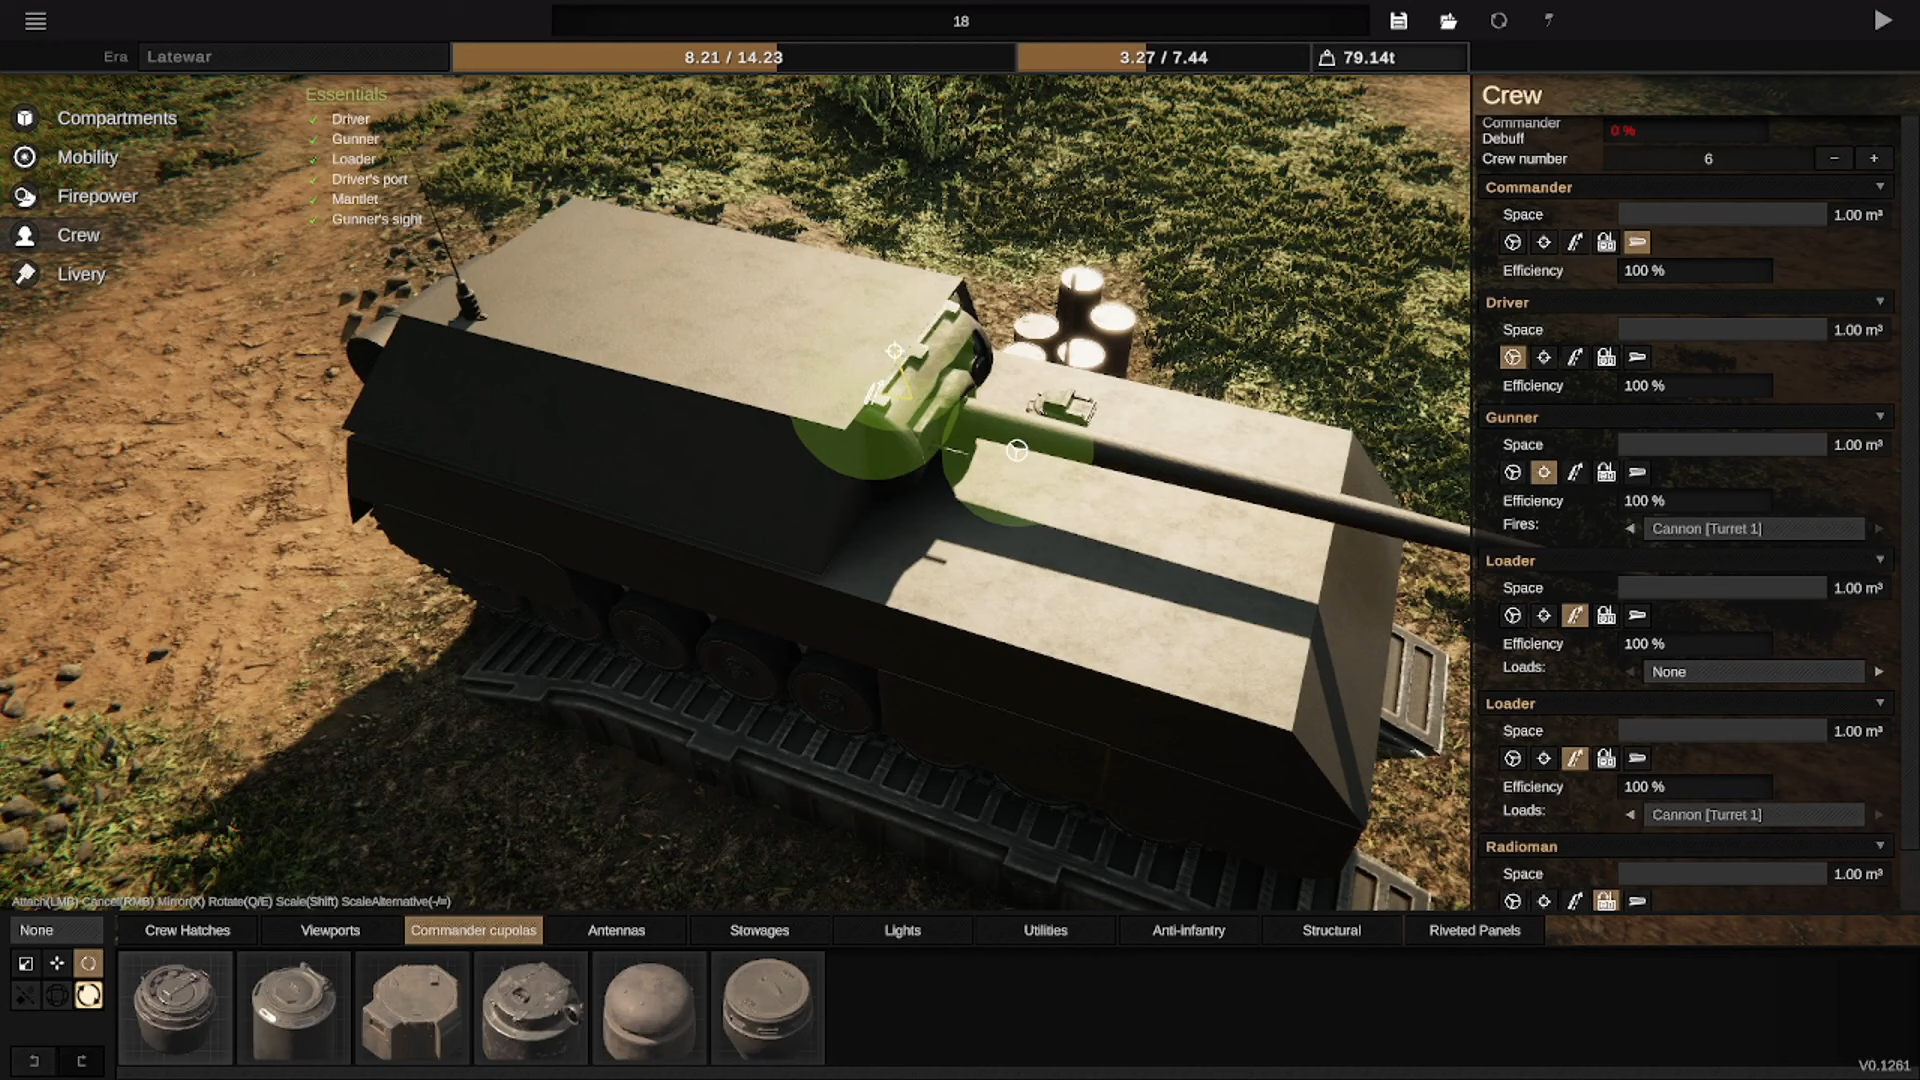 18
Era
Latewar
8.21 / 14.23
3.27 / 7.44
79.14t
Compartments
Mobility
Firepower
Crew
Livery
Essentials
Driver
Gunner
Loader
Driver's port
Mantlet
Gunner's sight
Crew
Commander
Debuff
0 %
Crew number
6
− +
Commander
Space
1.00 m³
Efficiency
100 %
Driver
Space
1.00 m³
Efficiency
100 %
Gunner
Space
1.00 m³
Efficiency
100 %
Fires:
Cannon [Turret 1]
Loader
Space
1.00 m³
Efficiency
100 %
Loads:
None
Loader
Space
1.00 m³
Efficiency
100 %
Loads:
Cannon [Turret 1]
Radioman
Space
1.00 m³
Attach(LMB) Cancel(RMB) Mirror(X) Rotate(Q/E) Scale(Shift) ScaleAlternative(-/=)
None
Crew Hatches
Viewports
Commander cupolas
Antennas
Stowages
Lights
Utilities
Anti-infantry
Structural
Riveted Panels
V0.1261